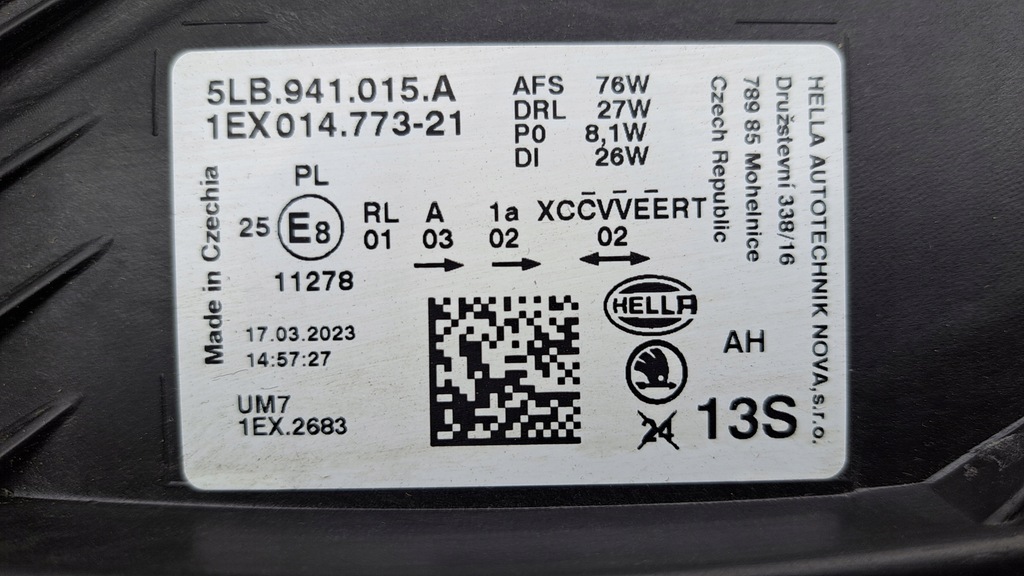 5LB.941.015.A
1EX014.773-21
AFS 76W
DRL 27W
P0 8,1W
DI 26W
HELLA AUTOTECHNIK NOVA,s.r.o.
Družstevní 338/16
789 85 Mohelnice
Czech Republic
Made in Czechia
PL
25 E8
11278
RL A 1a XCC̅V̅V̅EE̅RT
01 03 02 02
→ → ↔
17.03.2023
14:57:27
UM7
1EX.2683
HELLA
AH
24 13S